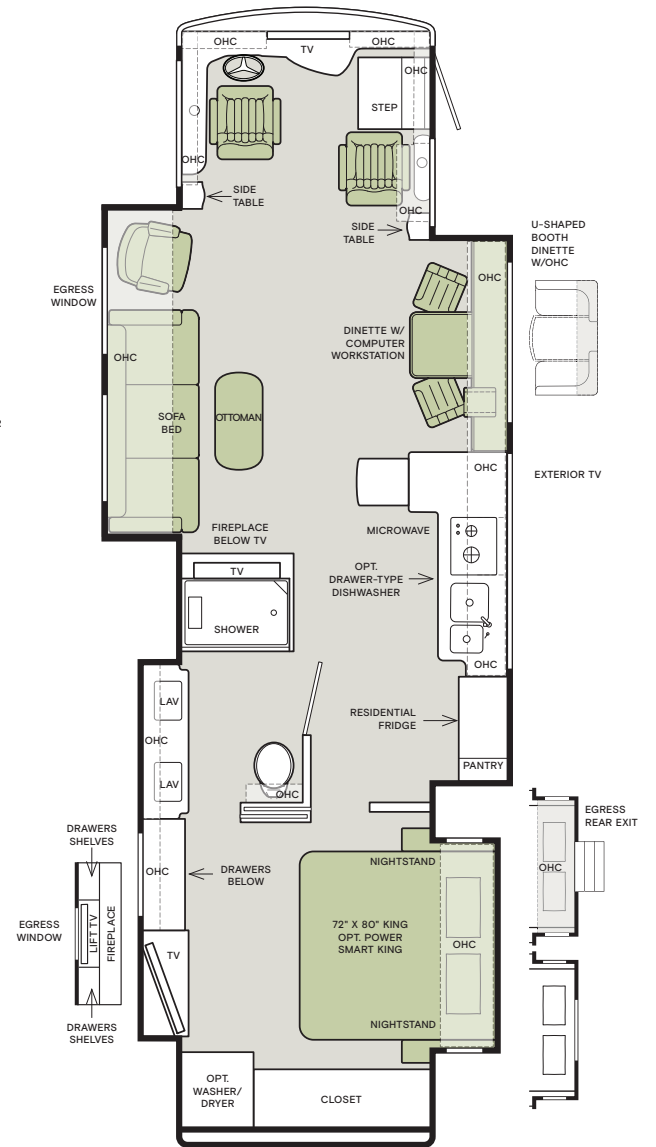 OHC
TV
OHC
OHC
STEP
OHC
SIDE
TABLE
OHC
SIDE
TABLE
U-SHAPED
BOOTH
DINETTE
W/OHC
EGRESS
WINDOW
OHC
DINETTE W/
COMPUTER
WORKSTATION
OHC
SOFA
BED
OTTOMAN
OHC
EXTERIOR TV
FIREPLACE
BELOW TV
MICROWAVE
TV
OPT.
DRAWER-TYPE
DISHWASHER
SHOWER
OHC
LAV
OHC
LAV
RESIDENTIAL
FRIDGE
PANTRY
OHC
EGRESS
REAR EXIT
OHC
DRAWERS
SHELVES
OHC
DRAWERS
BELOW
NIGHTSTAND
EGRESS
WINDOW
LIFT TV
FIREPLACE
TV
72" X 80" KING
OPT. POWER
SMART KING
OHC
DRAWERS
SHELVES
NIGHTSTAND
OPT.
WASHER/
DRYER
CLOSET